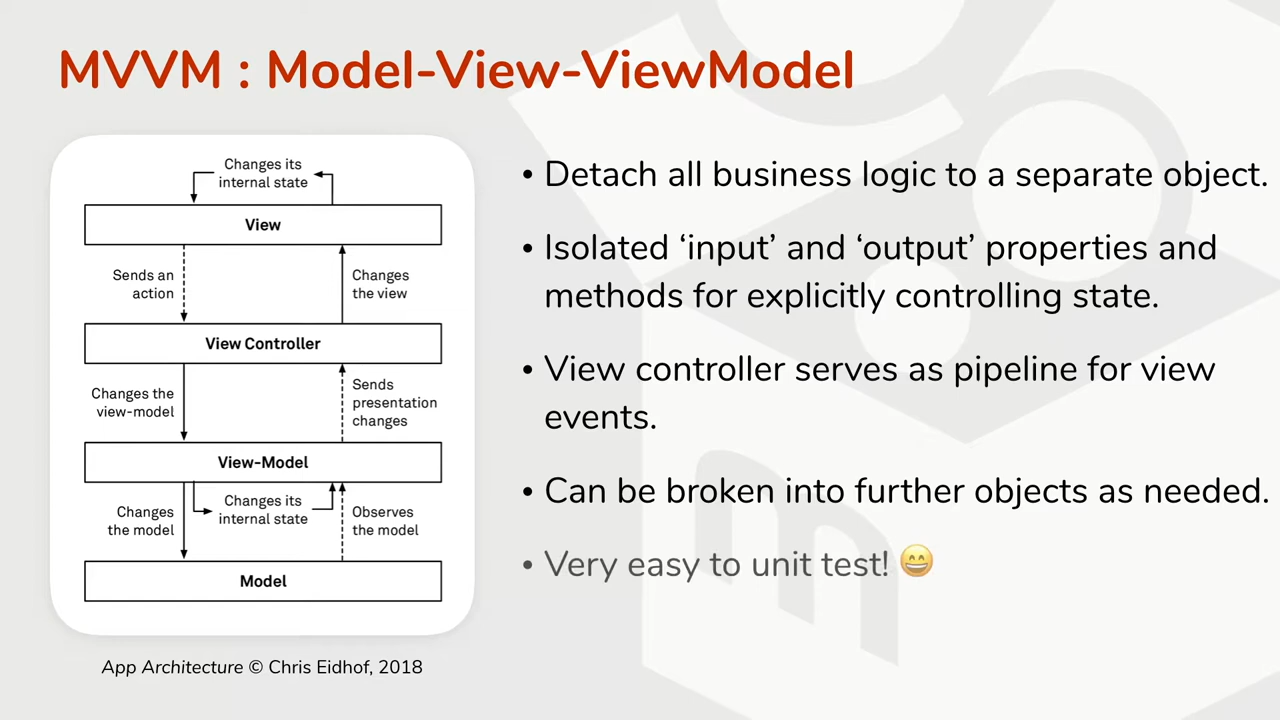 MVVM : Model-View-ViewModel
Changes its
internal state
View
Sends an
action
Changes
the view
View Controller
Changes the
view-model
Sends
presentation
changes
View-Model
Changes
the model
Changes its
internal state
Observes
the model
Model
App Architecture © Chris Eidhof, 2018
• Detach all business logic to a separate object.
• Isolated ‘input’ and ‘output’ properties and
methods for explicitly controlling state.
• View controller serves as pipeline for view
events.
• Can be broken into further objects as needed.
• Very easy to unit test! 😄